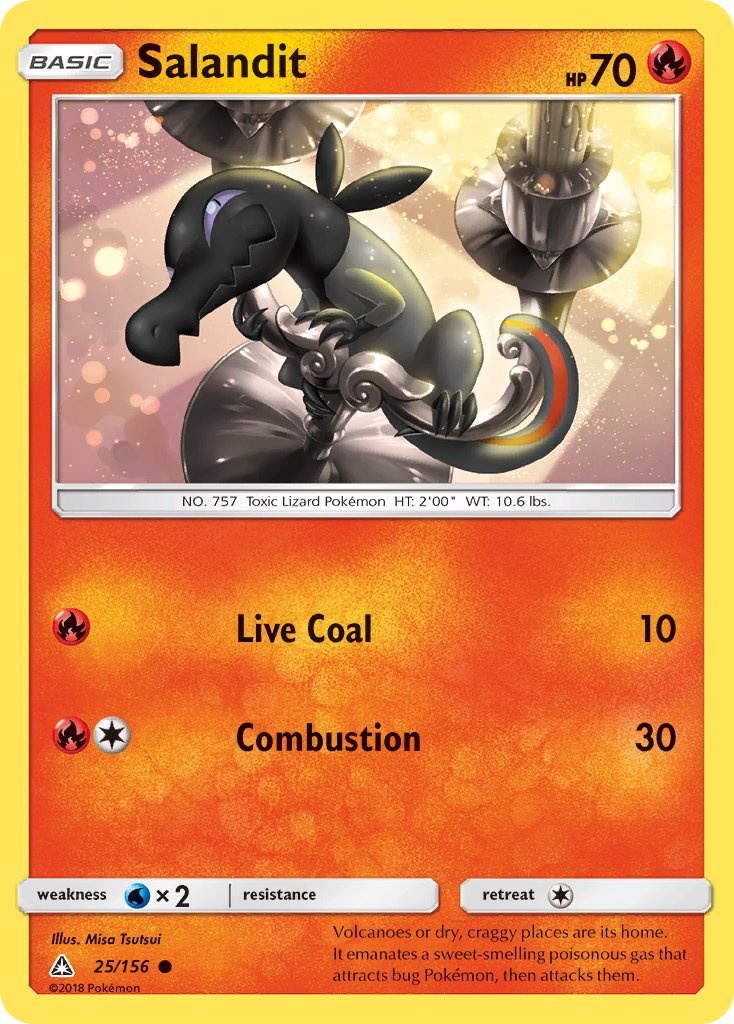 BASIC Salandit HP 70
NO. 757 Toxic Lizard Pokémon HT: 2'00" WT: 10.6 lbs.
Live Coal 10
Combustion 30
weakness × 2 resistance retreat
Illus. Misa Tsutsui
25/156
©2018 Pokémon
Volcanoes or dry, craggy places are its home.
It emanates a sweet-smelling poisonous gas that
attracts bug Pokémon, then attacks them.